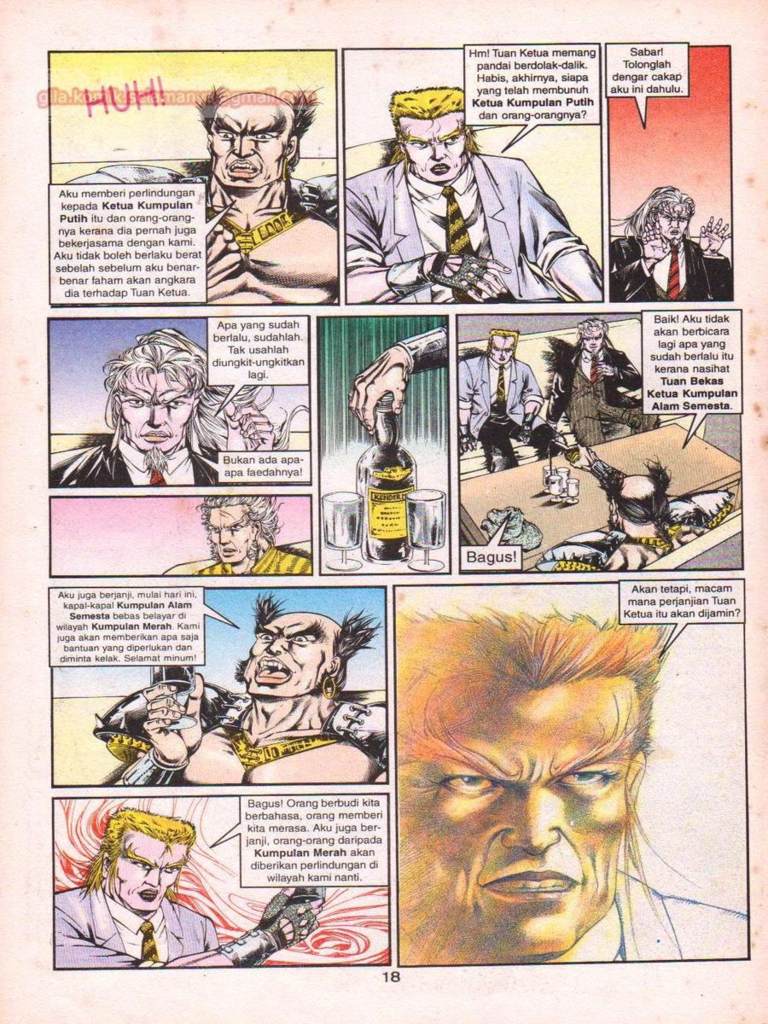 HUH!
Aku memberi perlindungan
kepada Ketua Kumpulan
Putih itu dan orang-orang-
nya kerana dia pernah juga
bekerjasama dengan kami.
Aku tidak boleh berlaku berat
sebelah sebelum aku benar-
benar faham akan angkara
dia terhadap Tuan Ketua.
Hm! Tuan Ketua memang
pandai berdolak-dalik.
Habis, akhirnya, siapa
yang telah membunuh
Ketua Kumpulan Putih
dan orang-orangnya?
Sabar!
Tolonglah
dengar cakap
aku ini dahulu.
Apa yang sudah
berlalu, sudahlah.
Tak usahlah
diungkit-ungkitkan
lagi.
Bukan ada apa-
apa faedahnya!
Baik! Aku tidak
akan berbicara
lagi apa yang
sudah berlalu itu
kerana nasihat
Tuan Bekas
Ketua Kumpulan
Alam Semesta.
Bagus!
Aku juga berjanji, mulai hari ini,
kapal-kapal Kumpulan Alam
Semesta bebas belayar di
wilayah Kumpulan Merah. Kami
juga akan memberikan apa saja
bantuan yang diperlukan dan
diminta kelak. Selamat minum!
Akan tetapi, macam
mana perjanjian Tuan
Ketua itu akan dijamin?
Bagus! Orang berbudi kita
berbahasa, orang memberi
kita merasa. Aku juga ber-
janji, orang-orang daripada
Kumpulan Merah akan
diberikan perlindungan di
wilayah kami nanti.
18